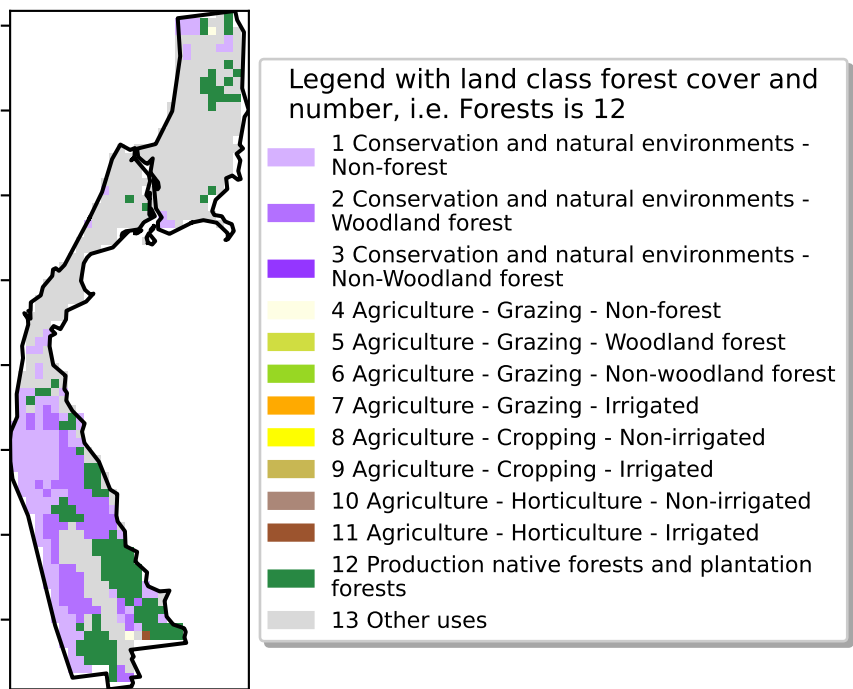 Legend with land class forest cover and
number, i.e. Forests is 12
1 Conservation and natural environments -
Non-forest
2 Conservation and natural environments -
Woodland forest
3 Conservation and natural environments -
Non-Woodland forest
4 Agriculture - Grazing - Non-forest
5 Agriculture - Grazing - Woodland forest
6 Agriculture - Grazing - Non-woodland forest
7 Agriculture - Grazing - Irrigated
8 Agriculture - Cropping - Non-irrigated
9 Agriculture - Cropping - Irrigated
10 Agriculture - Horticulture - Non-irrigated
11 Agriculture - Horticulture - Irrigated
12 Production native forests and plantation
forests
13 Other uses